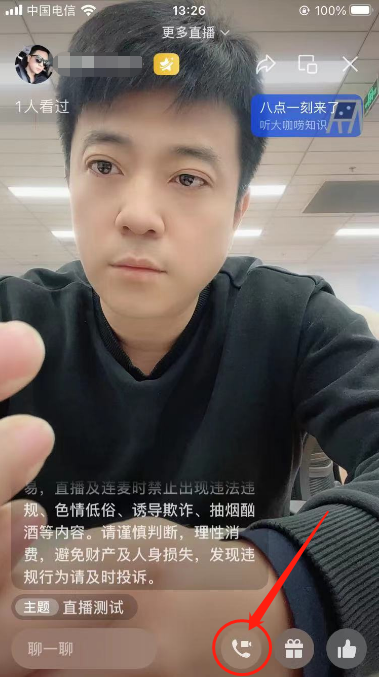 中国电信
13:26
100%
更多直播
1人看过
八点一刻来了
听大咖唠知识
易，直播及连麦时禁止出现违法违
规、色情低俗、诱导欺诈、抽烟酗
酒等内容。请谨慎判断，理性消
费，避免财产及人身损失，发现违
规行为请及时投诉。
主题 直播测试
聊一聊